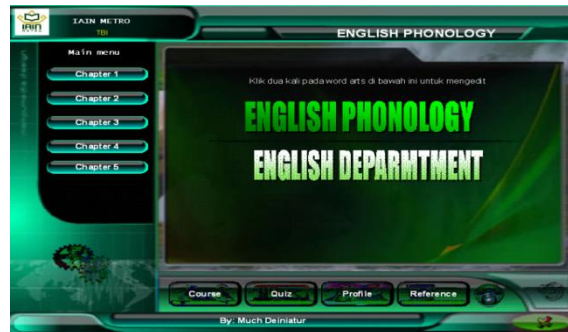 IAIN METRO
TBI
ENGLISH PHONOLOGY
Main menu
Chapter 1
Chapter 2
Chapter 3
Chapter 4
Chapter 5
Klik dua kali pada word arts di bawah ini untuk mengedit
ENGLISH PHONOLOGY
ENGLISH DEPARMTMENT
Course
Quiz
Profile
Reference
By: Much Deiniatur